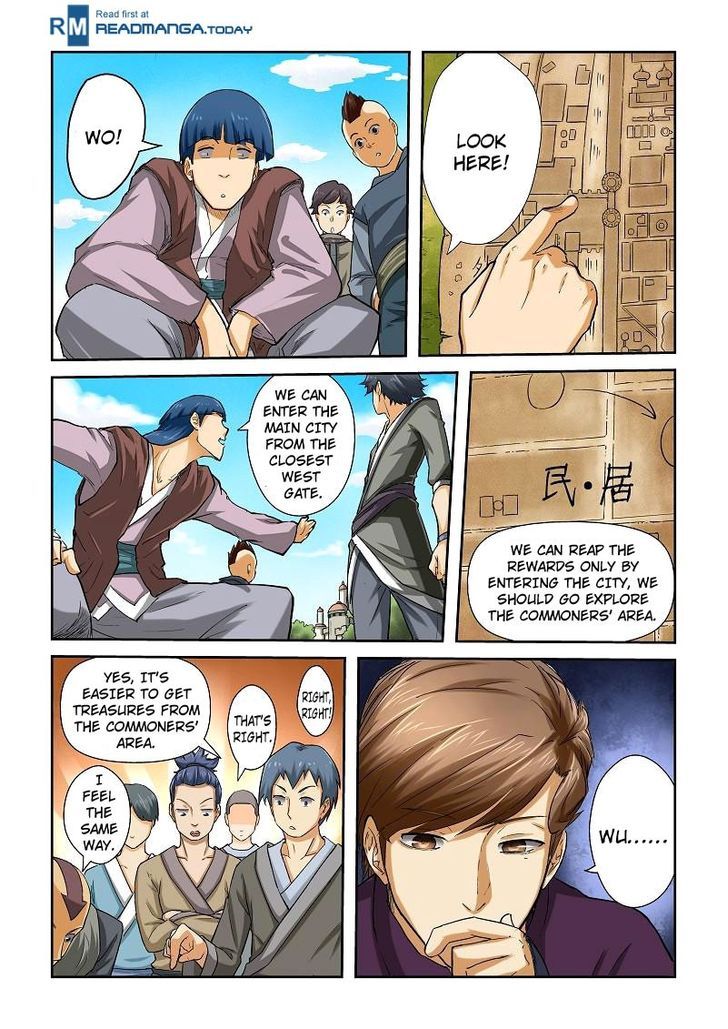 RM
Read first at
READMANGA.TODAY
WO!
LOOK
HERE!
WE CAN
ENTER THE
MAIN CITY
FROM THE
CLOSEST
WEST
GATE.
民·居
WE CAN REAP THE
REWARDS ONLY BY
ENTERING THE CITY, WE
SHOULD GO EXPLORE
THE COMMONERS' AREA.
YES, IT'S
EASIER TO GET
TREASURES FROM
THE COMMONERS'
AREA.
THAT'S
RIGHT.
RIGHT,
RIGHT!
I
FEEL
THE
SAME
WAY.
WU......